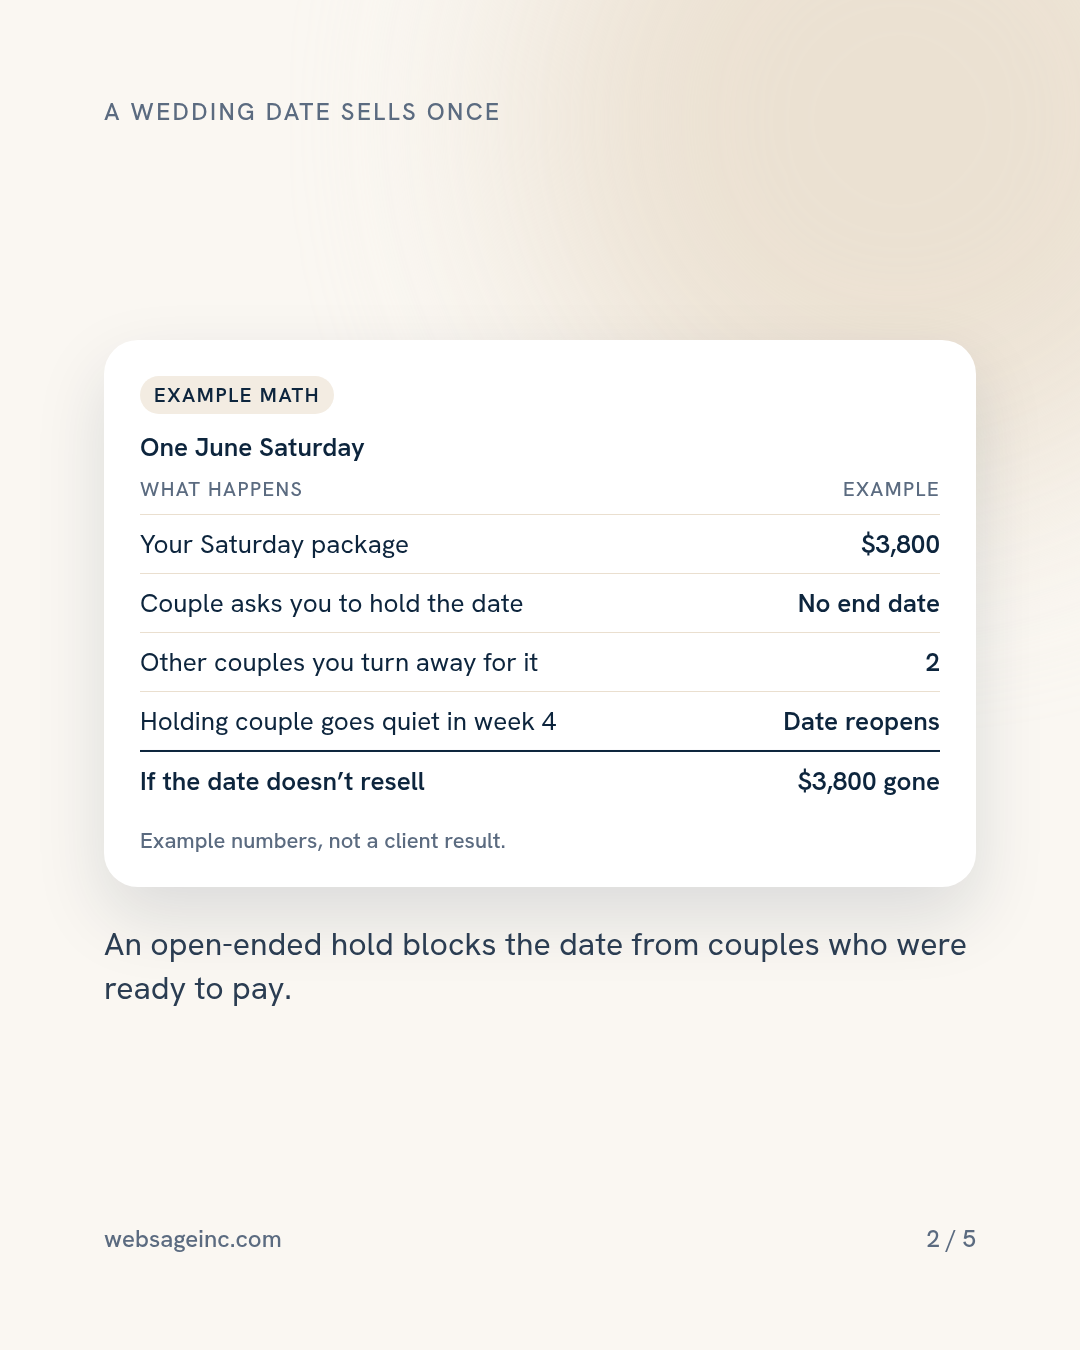 A WEDDING DATE SELLS ONCE
EXAMPLE MATH
One June Saturday
WHAT HAPPENS EXAMPLE
Your Saturday package $3,800
Couple asks you to hold the date No end date
Other couples you turn away for it 2
Holding couple goes quiet in week 4 Date reopens
If the date doesn’t resell $3,800 gone
Example numbers, not a client result.
An open-ended hold blocks the date from couples who were
ready to pay.
websageinc.com 2 / 5